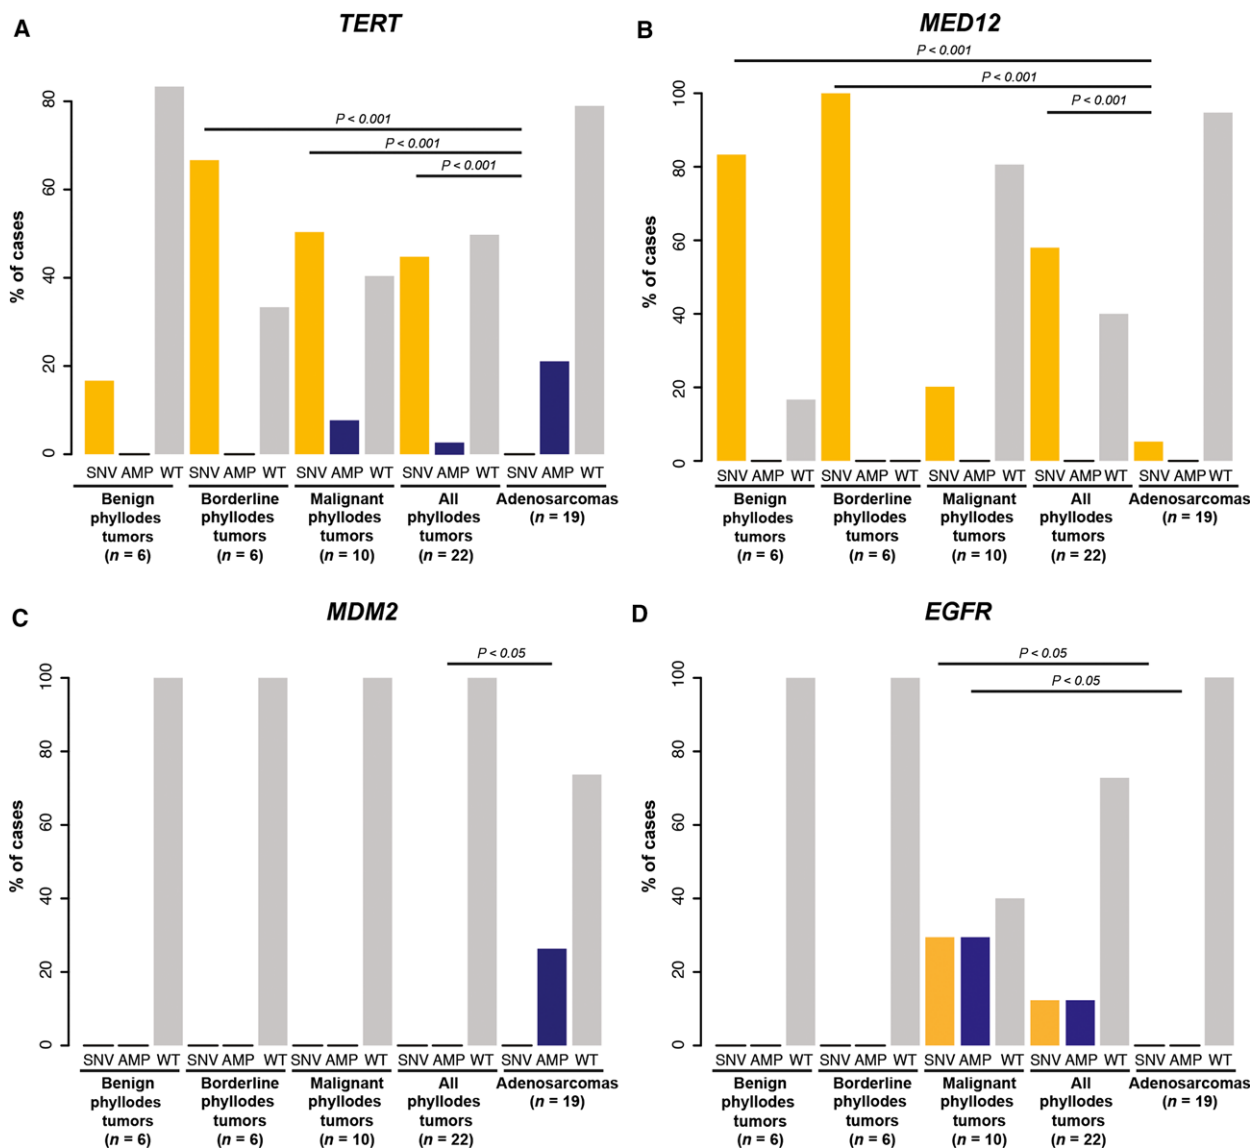 A
TERT
P < 0.001
P < 0.001
P < 0.001
% of cases
80
60
40
20
0
SNV AMP WT SNV AMP WT SNV AMP WT SNV AMP WT SNV AMP WT
Benign phyllodes tumors (n = 6)
Borderline phyllodes tumors (n = 6)
Malignant phyllodes tumors (n = 10)
All phyllodes tumors (n = 22)
Adenosarcomas (n = 19)
B
MED12
P < 0.001
P < 0.001
P < 0.001
% of cases
100
80
60
40
20
0
SNV AMP WT SNV AMP WT SNV AMP WT SNV AMP WT SNV AMP WT
Benign phyllodes tumors (n = 6)
Borderline phyllodes tumors (n = 6)
Malignant phyllodes tumors (n = 10)
All phyllodes tumors (n = 22)
Adenosarcomas (n = 19)
C
MDM2
P < 0.05
% of cases
100
80
60
40
20
0
SNV AMP WT SNV AMP WT SNV AMP WT SNV AMP WT SNV AMP WT
Benign phyllodes tumors (n = 6)
Borderline phyllodes tumors (n = 6)
Malignant phyllodes tumors (n = 10)
All phyllodes tumors (n = 22)
Adenosarcomas (n = 19)
D
EGFR
P < 0.05
P < 0.05
% of cases
100
80
60
40
20
0
SNV AMP WT SNV AMP WT SNV AMP WT SNV AMP WT SNV AMP WT
Benign phyllodes tumors (n = 6)
Borderline phyllodes tumors (n = 6)
Malignant phyllodes tumors (n = 10)
All phyllodes tumors (n = 22)
Adenosarcomas (n = 19)